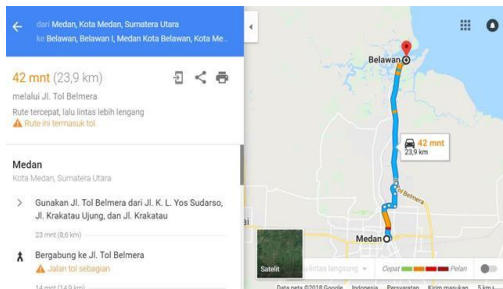 dari Medan, Kota Medan, Sumatera Utara
ke Belawan, Belawan I, Medan Kota Belawan, Kota Me...
42 mnt (23,9 km)
melalui Jl. Tol Belmera
Rute tercepat, lalu lintas lebih lengang
Rute ini termasuk tol.
Medan
Kota Medan, Sumatera Utara
Gunakan Jl. Tol Belmera dari Jl. K. L. Yos Sudarso,
Jl. Krakatau Ujung, dan Jl. Krakatau
23 mnt (8,6 km)
Bergabung ke Jl. Tol Belmera
Jalan tol sebagian
14 mnt (14,9 km)
Belawan
42 mnt
23,9 km
Tol Belmera
Medan
Satelit
lintas langsung
Cepat
Pelan
Data peta ©2018 Google Indonesia Persyaratan Kirim masukan 5 km